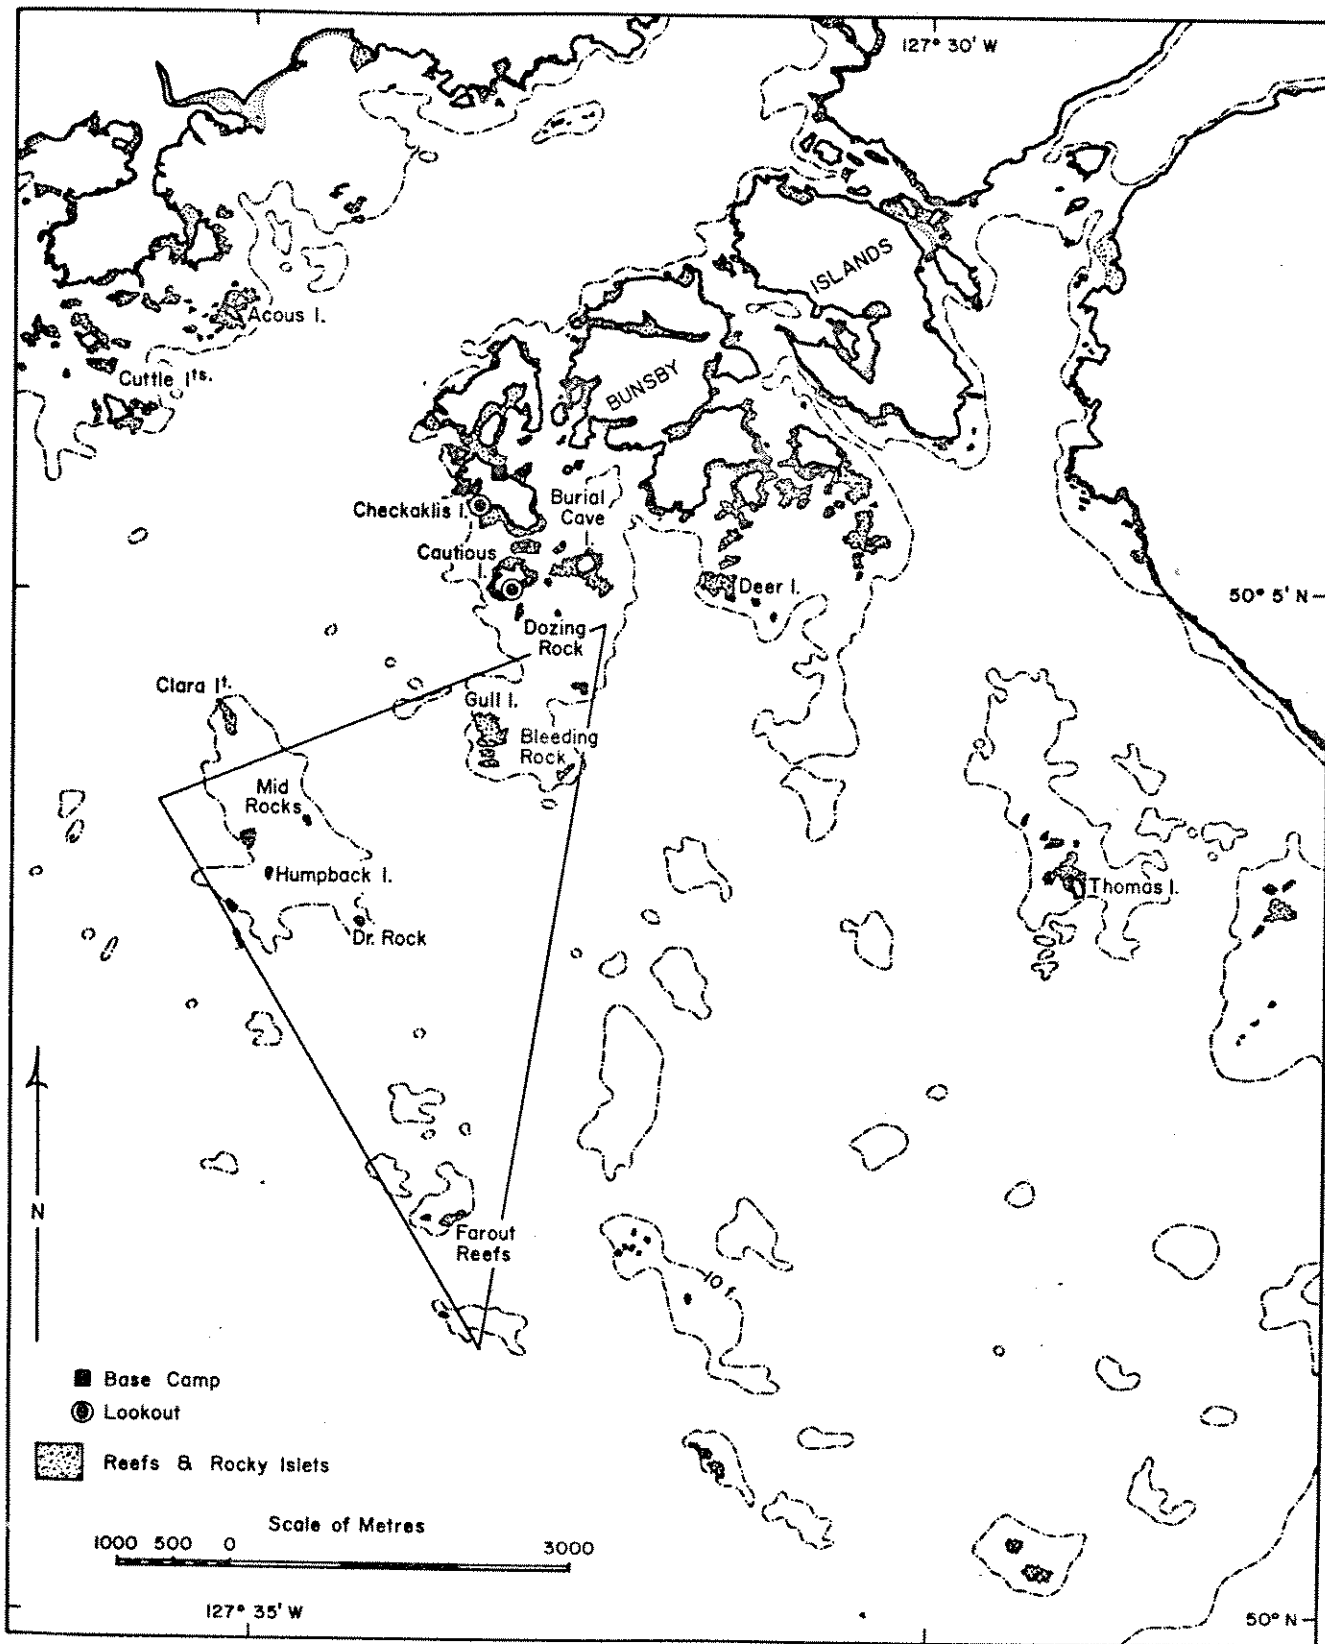 127° 30' W
ISLANDS
Acous I.
Cuttle Its.
BUNSBY
Checkaklis I.
Burial
Cave
I.
Cautious
I.
Deer I.
50° 5' N
Dozing
Rock
Clara It.
Gull I.
Bleeding
Rock
Mid
Rocks
Humpback I.
Thomas I.
Dr. Rock
N
Farout
Reefs
10 f.
Base Camp
Lookout
Reefs & Rocky Islets
Scale of Metres
1000 500 0 3000
127° 35' W
50° N